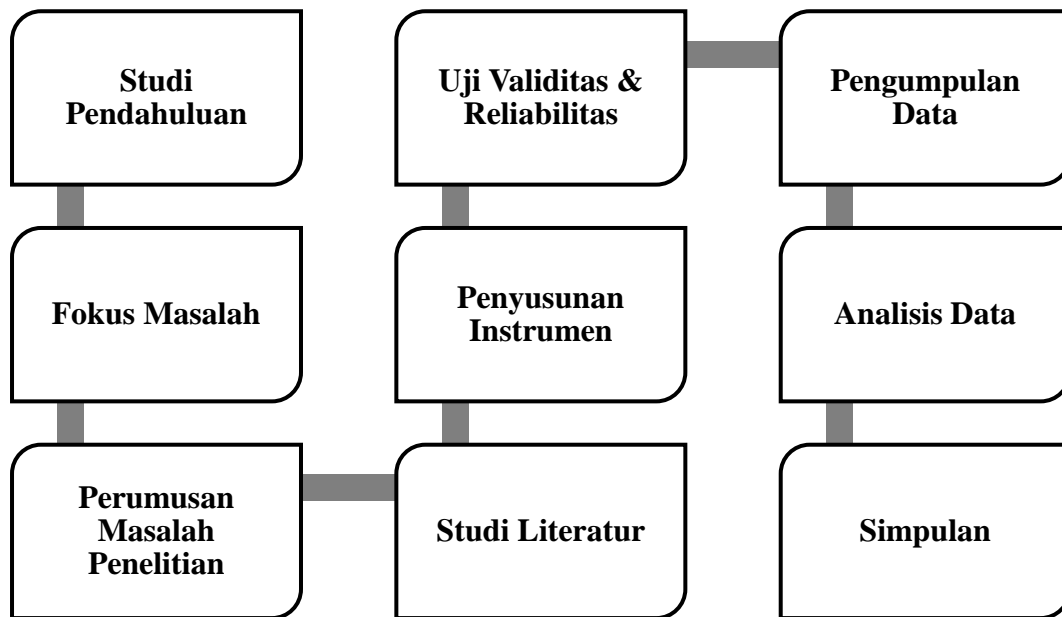 Studi
Pendahuluan
Fokus Masalah
Perumusan
Masalah
Penelitian
Studi Literatur
Penyusunan
Instrumen
Uji Validitas &
Reliabilitas
Pengumpulan
Data
Analisis Data
Simpulan